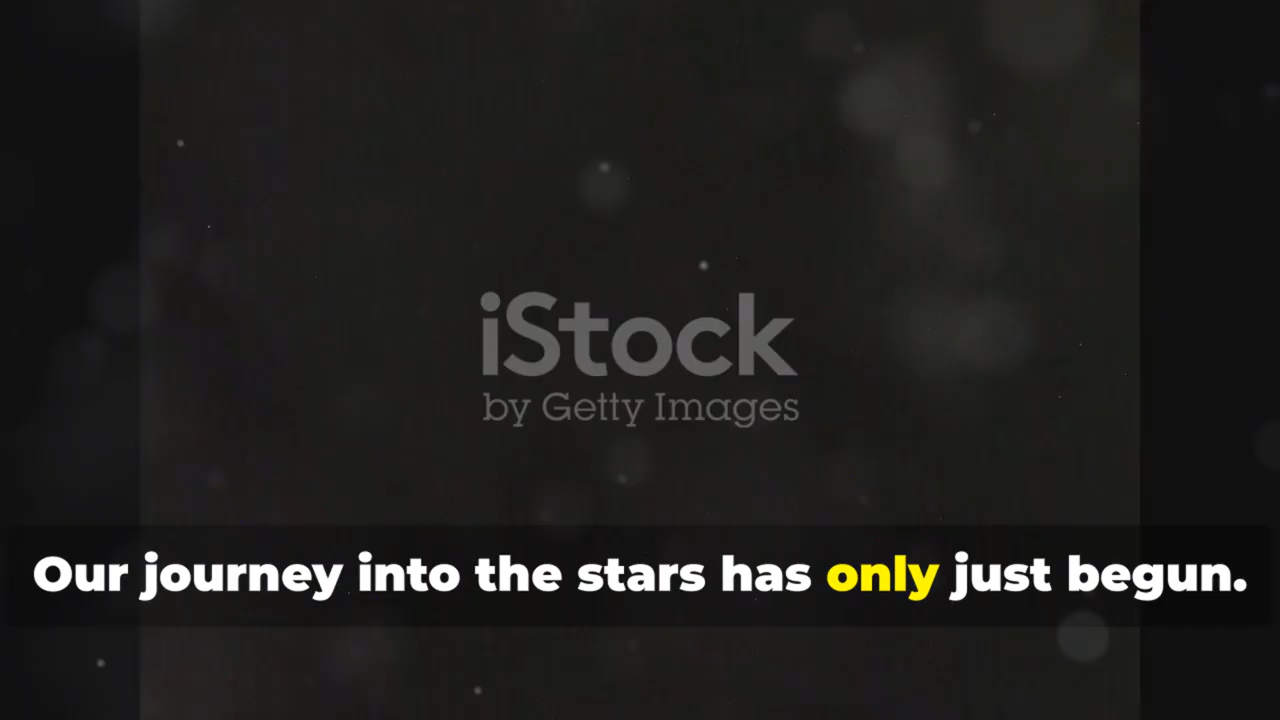 iStock
by Getty Images
Our journey into the stars has only just begun.